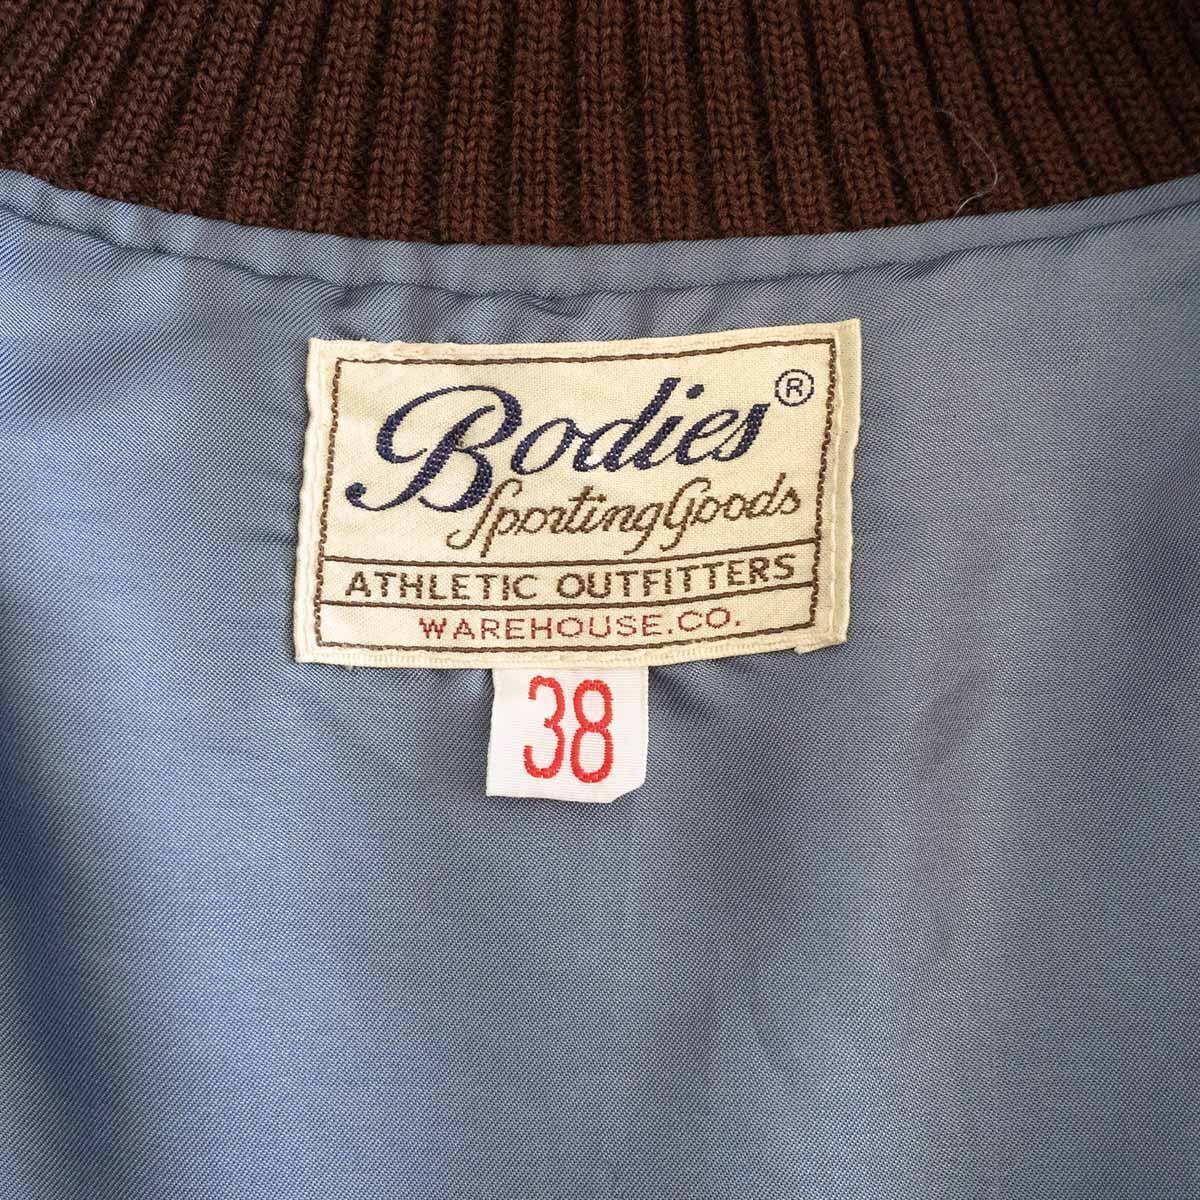 Bodies®
Sporting Goods
ATHLETIC OUTFITTERS
WAREHOUSE.CO.
38